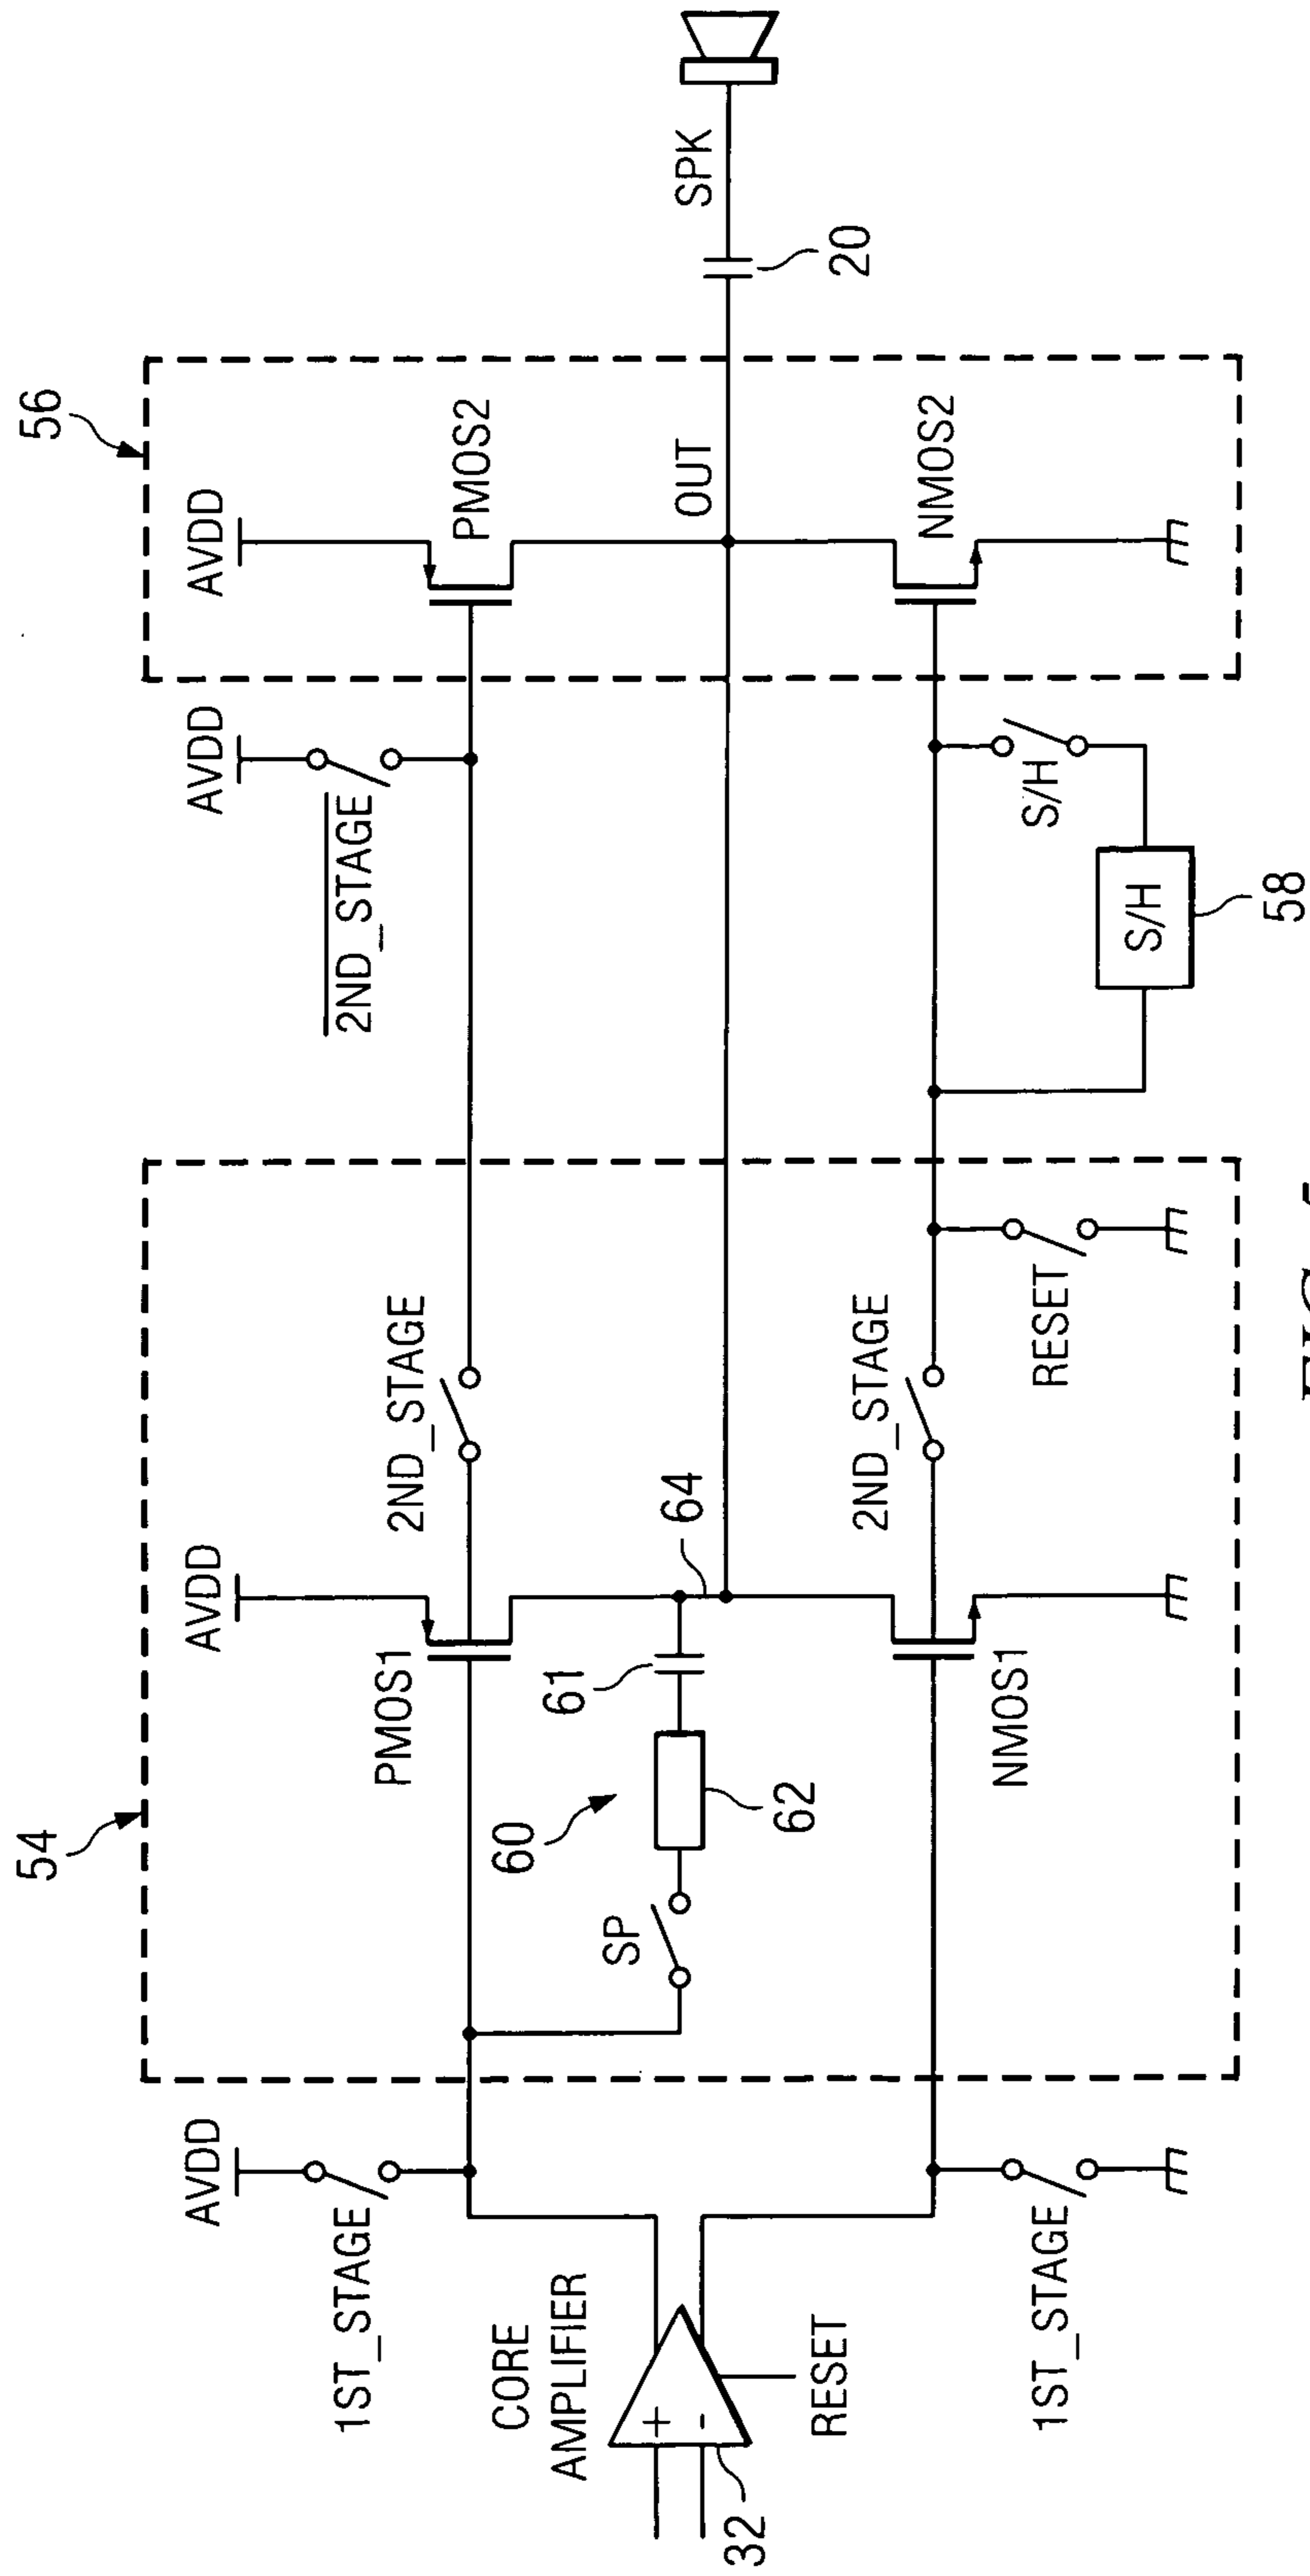 54
56
AVDD
AVDD
AVDD
AVDD
1ST_STAGE
2ND_STAGE
2ND_STAGE
PMOS1
PMOS2
CORE
AMPLIFIER
SP
60
61
62
64
OUT
SPK
20
+
-
32
RESET
2ND_STAGE
NMOS1
NMOS2
1ST_STAGE
RESET
S/H
S/H
58